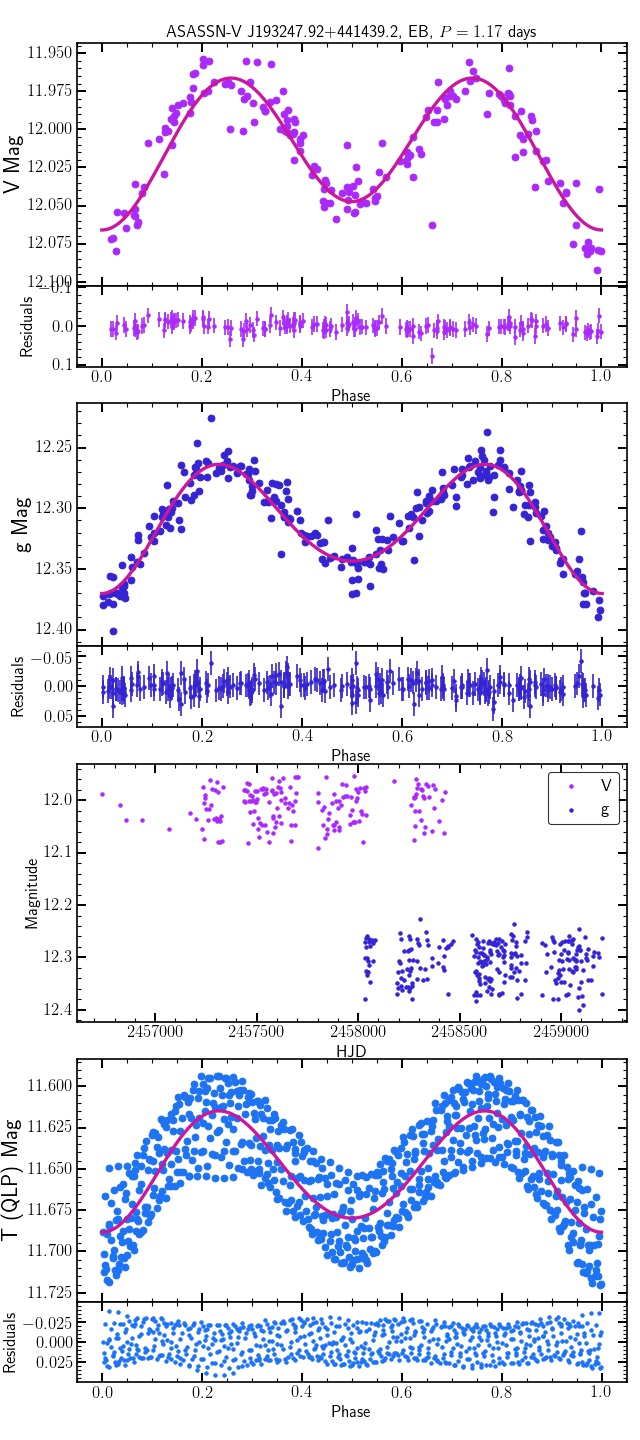 ASASSN-V J193247.92+441439.2, EB, P = 1.17 days
11.950
11.975
12.000
12.025
12.050
12.075
12.100
V Mag
−0.1
0.0
0.1
Residuals
0.0 0.2 0.4 0.6 0.8 1.0
Phase
12.25
12.30
12.35
12.40
g Mag
−0.05
0.00
0.05
Residuals
0.0 0.2 0.4 0.6 0.8 1.0
Phase
12.0
12.1
12.2
12.3
12.4
Magnitude
V
g
2457000 2457500 2458000 2458500 2459000
HJD
11.600
11.625
11.650
11.675
11.700
11.725
T (QLP) Mag
−0.025
0.000
0.025
Residuals
0.0 0.2 0.4 0.6 0.8 1.0
Phase